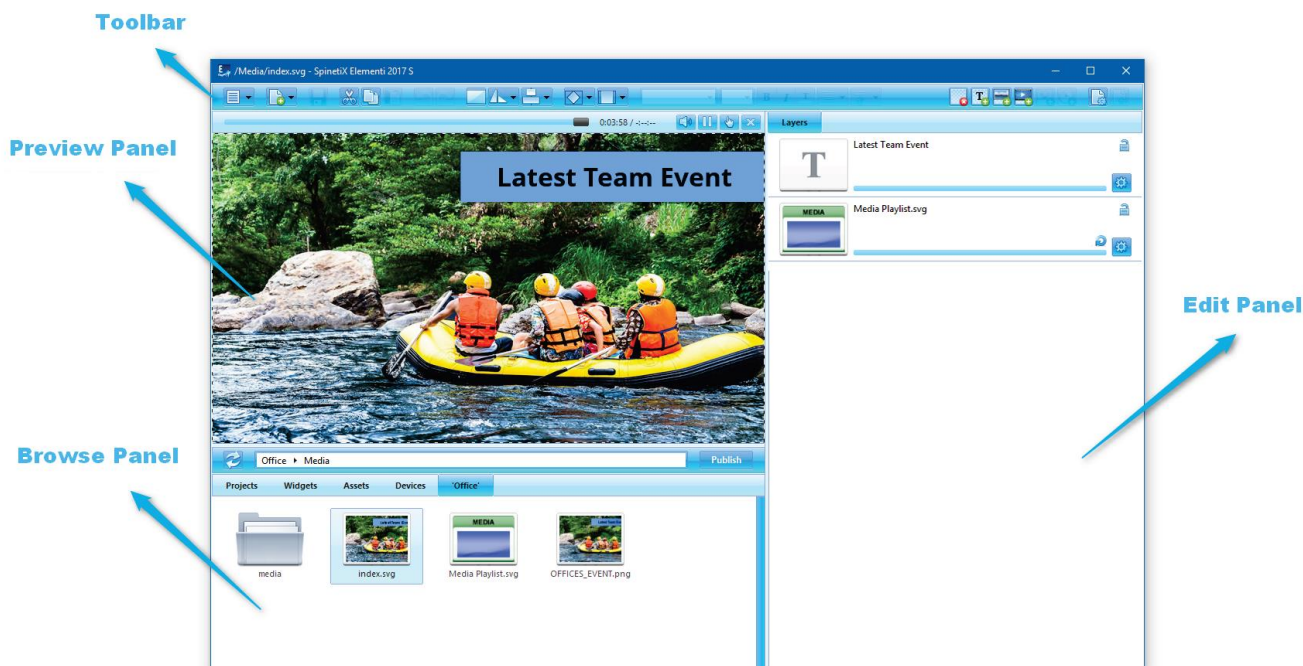 Toolbar
/Media/index.svg - SpinetiX Elementi 2017 S
0:03:58 / -:--:--
Layers
Preview Panel
Latest Team Event
Latest Team Event
T
MEDIA
Media Playlist.svg
Edit Panel
Browse Panel
Office Media
Publish
Projects Widgets Assets Devices 'Office'
MEDIA
media
index.svg
Media Playlist.svg
OFFICES_EVENT.png